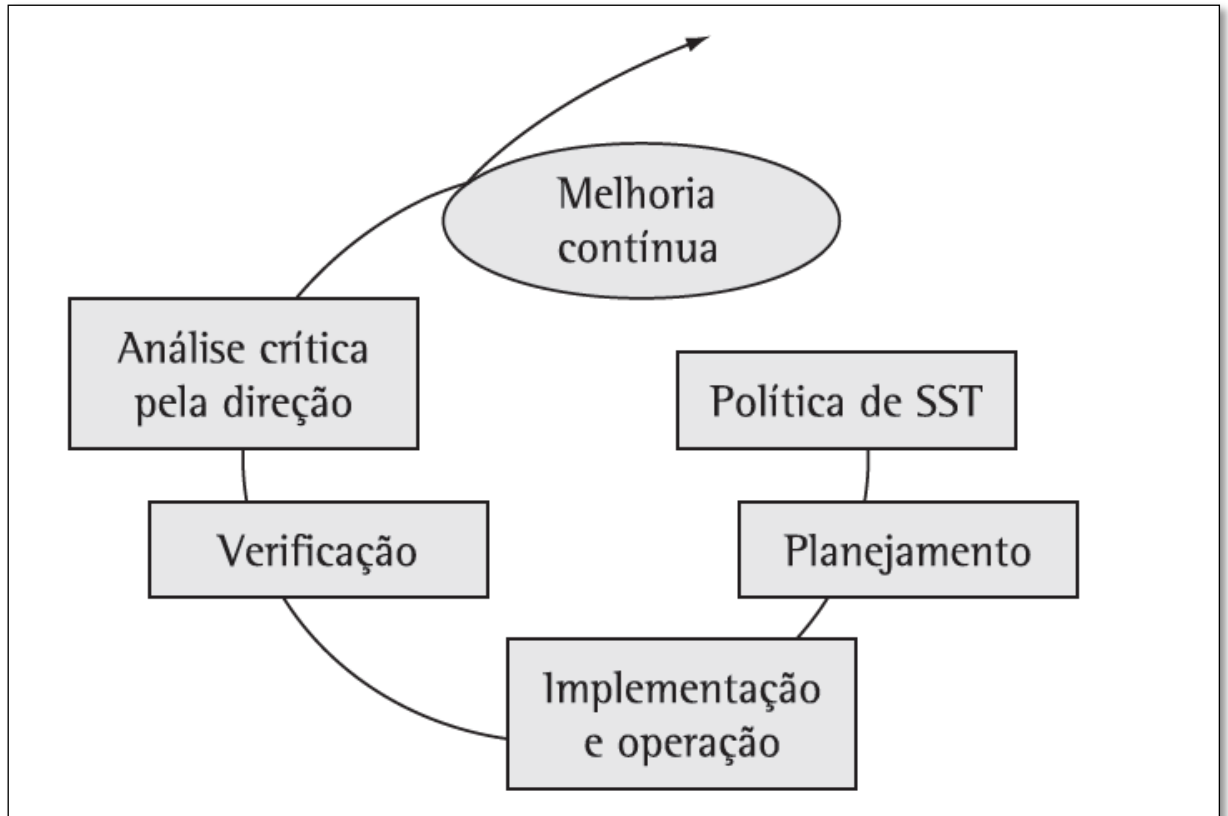 Melhoria
contínua
Análise crítica
pela direção
Política de SST
Verificação
Planejamento
Implementação
e operação